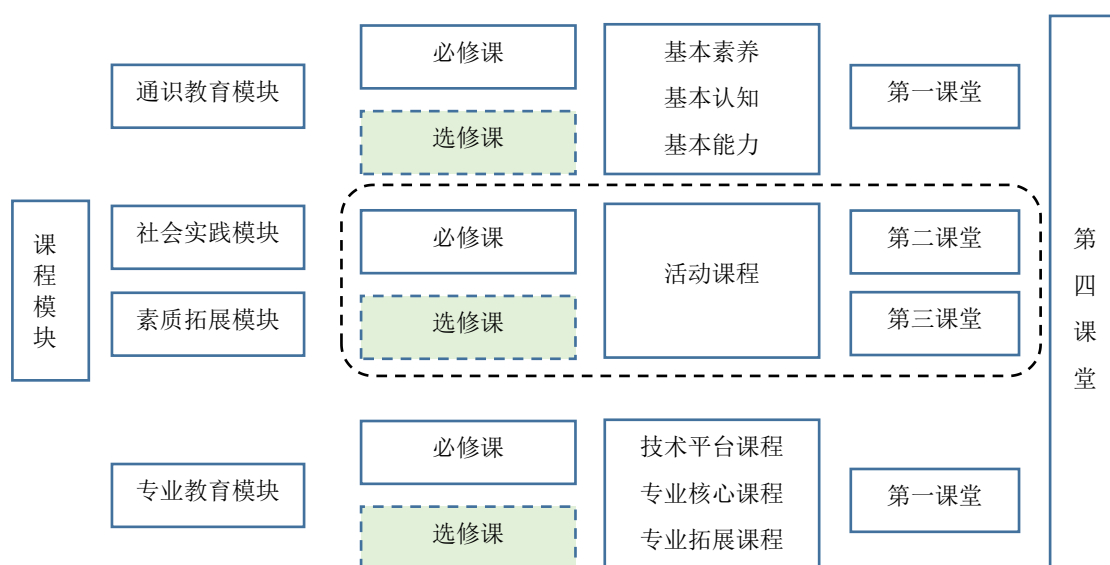 课程模块
通识教育模块
必修课
选修课
基本素养
基本认知
基本能力
第一课堂
社会实践模块
素质拓展模块
必修课
选修课
活动课程
第二课堂
第三课堂
专业教育模块
必修课
选修课
技术平台课程
专业核心课程
专业拓展课程
第一课堂
第四课堂